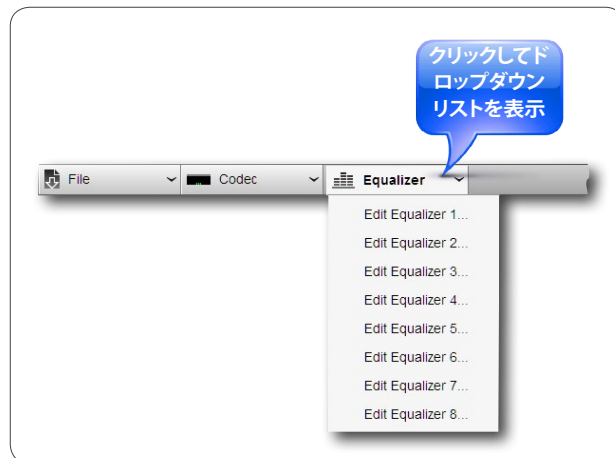 クリックしてド
ロップダウン
リストを表示
File
Codec
Equalizer
Edit Equalizer 1...
Edit Equalizer 2...
Edit Equalizer 3...
Edit Equalizer 4...
Edit Equalizer 5...
Edit Equalizer 6...
Edit Equalizer 7...
Edit Equalizer 8...